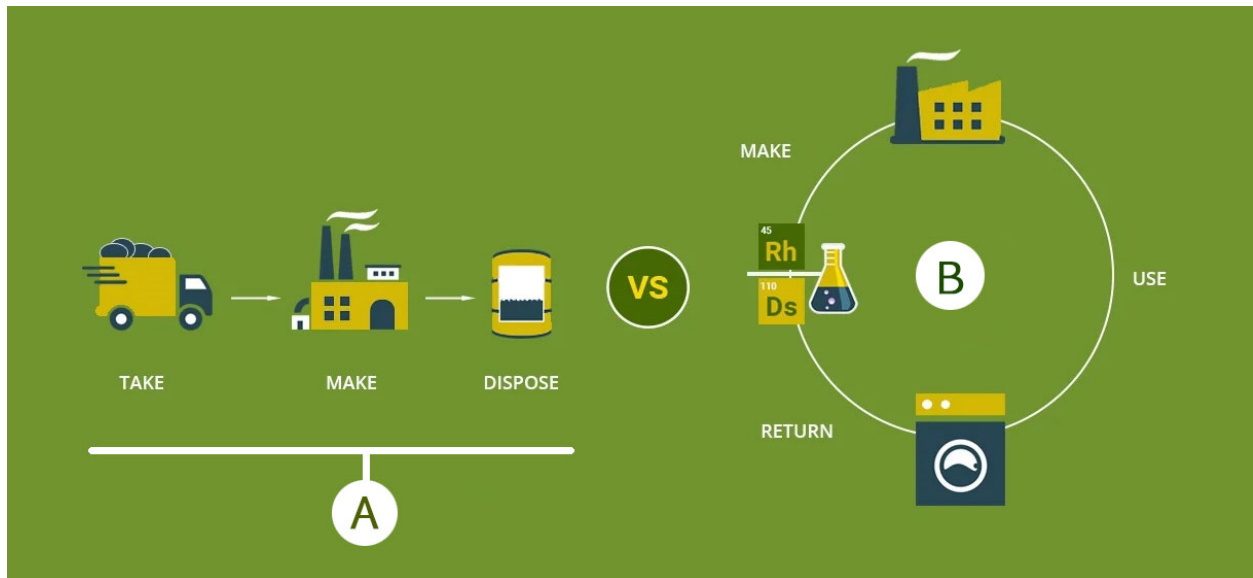 TAKE
MAKE
DISPOSE
A
VS
MAKE
45
Rh
110
Ds
B
USE
RETURN